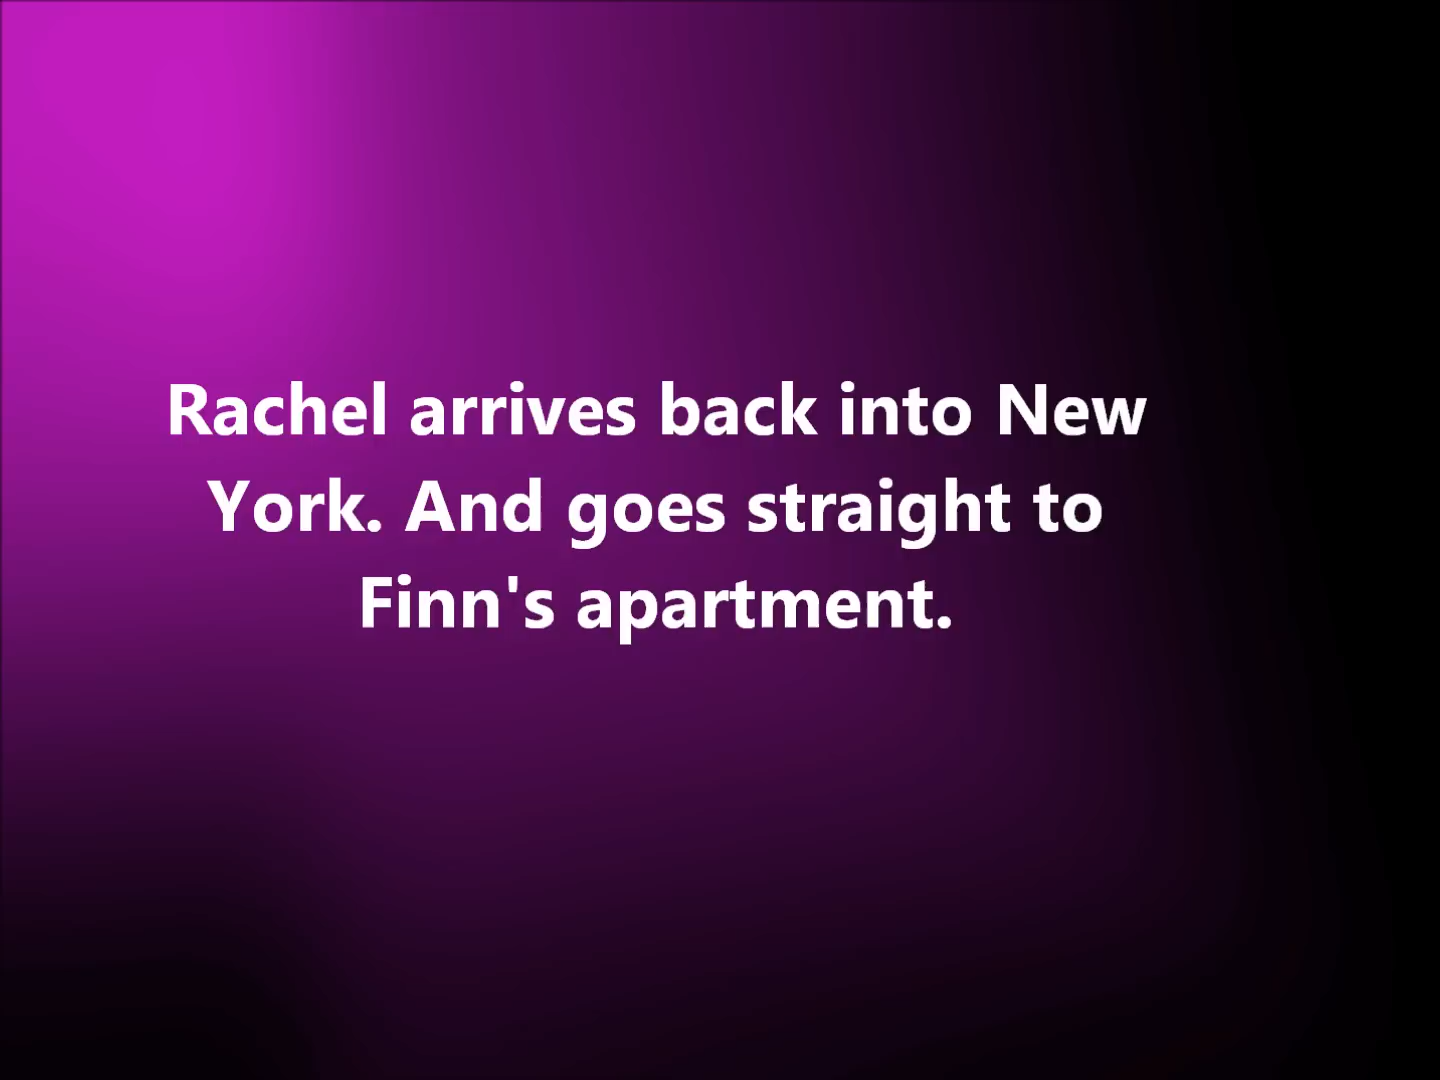 Rachel arrives back into New
York. And goes straight to
Finn's apartment.